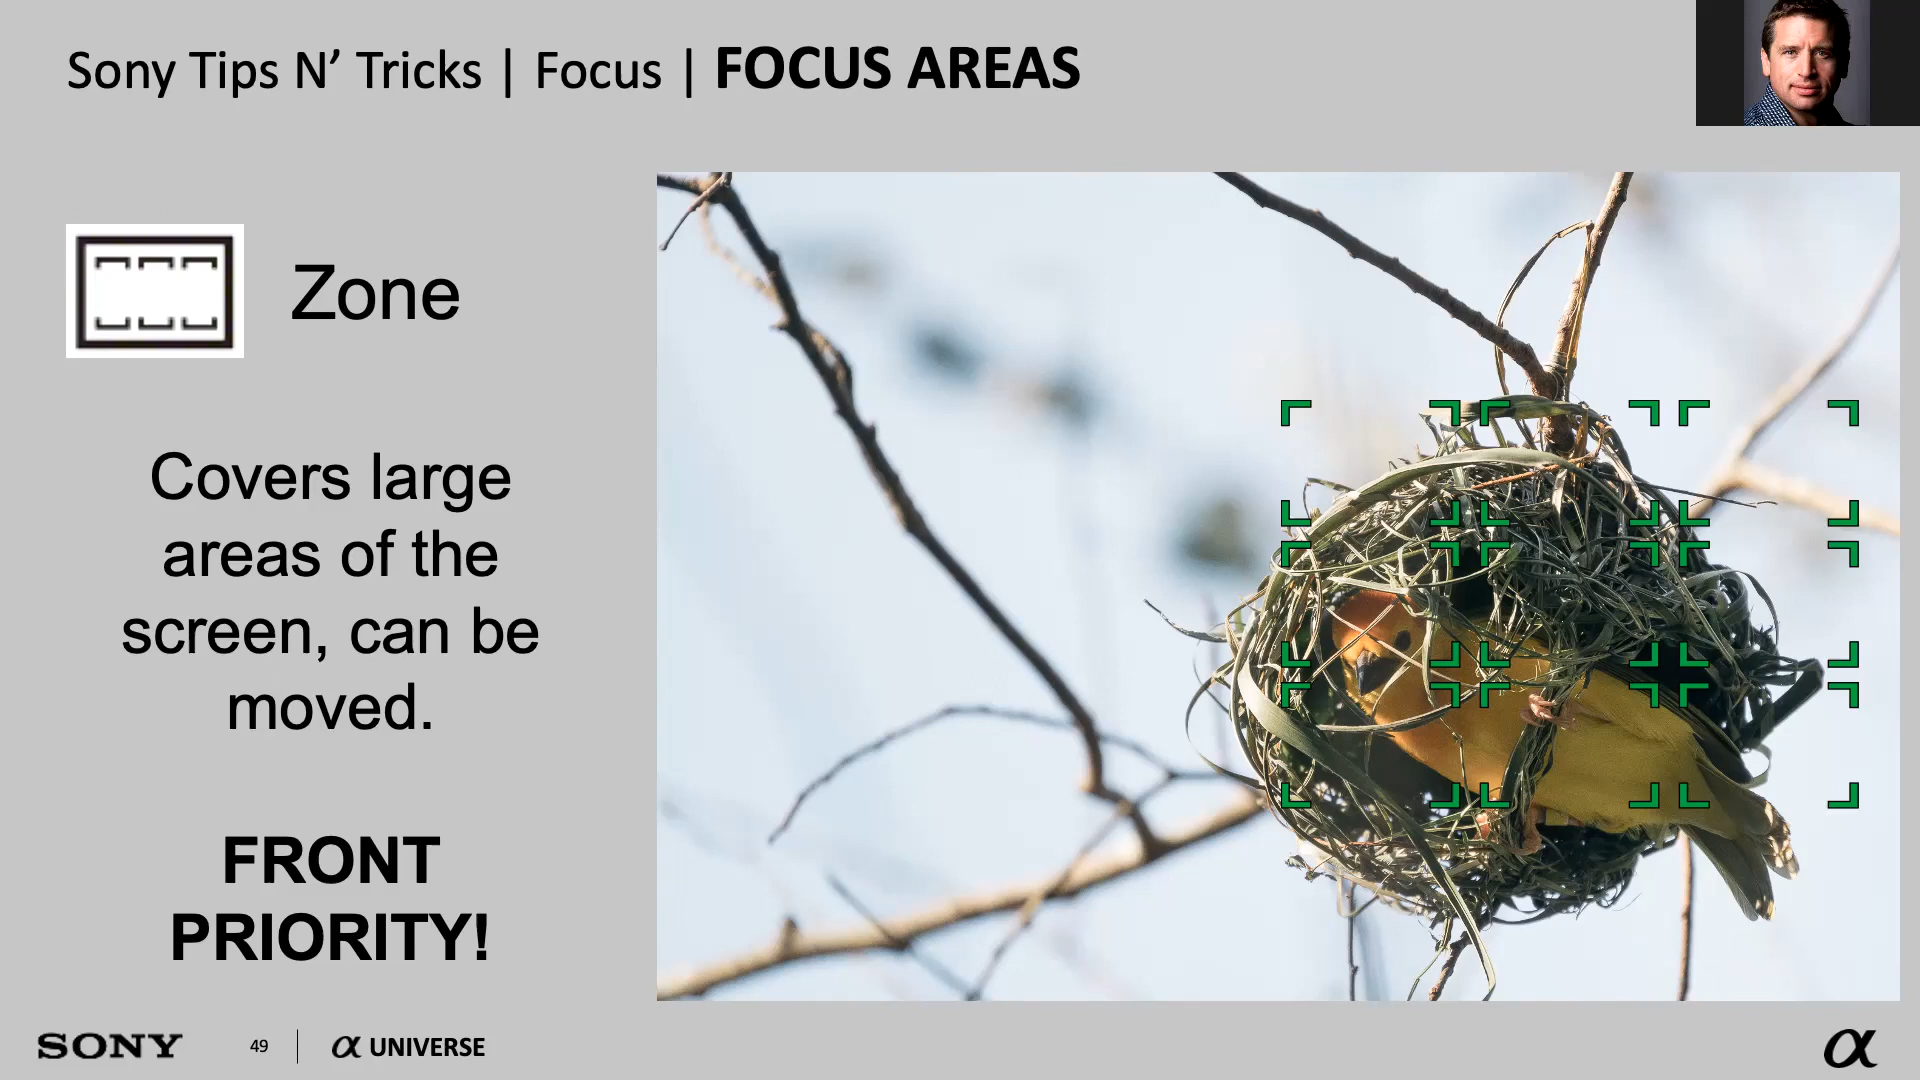 Sony Tips N’ Tricks | Focus | FOCUS AREAS
Zone
Covers large
areas of the
screen, can be
moved.
FRONT
PRIORITY!
SONY 49 | α UNIVERSE
α